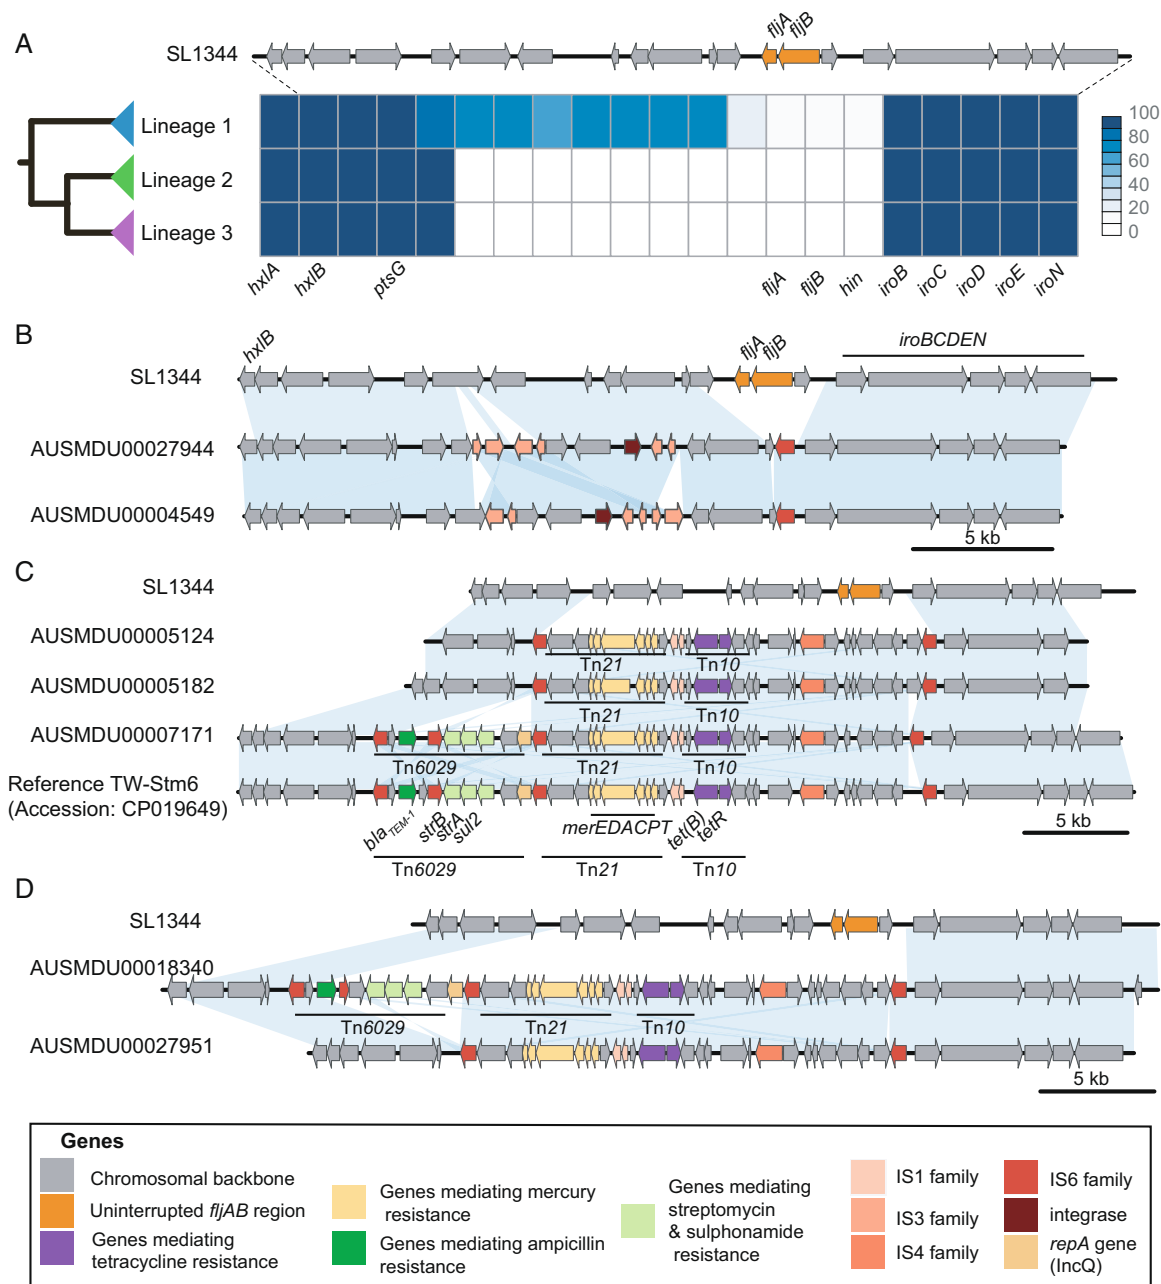 A
fljA
fljB
SL1344
Lineage 1
Lineage 2
Lineage 3
100
80
60
40
20
0
hxlA
hxlB
ptsG
fljA
fljB
hin
iroB
iroC
iroD
iroE
iroN
B
hxlB
fljA
fljB
iroBCDEN
SL1344
AUSMDU00027944
AUSMDU00004549
5 kb
C
SL1344
AUSMDU00005124
Tn21
Tn10
AUSMDU00005182
Tn21
Tn10
AUSMDU00007171
Tn6029
Tn21
Tn10
Reference TW-Stm6
(Accession: CP019649)
5 kb
blaTEM-1
strB
strA
sul2
merEDACPT
tet(B)
tetR
Tn6029
Tn21
Tn10
D
SL1344
AUSMDU00018340
Tn6029
Tn21
Tn10
AUSMDU00027951
5 kb
Genes
Chromosomal backbone
Uninterrupted fljAB region
Genes mediating
tetracycline resistance
Genes mediating mercury
resistance
Genes mediating ampicillin
resistance
Genes mediating
streptomycin
& sulphonamide
resistance
IS1 family
IS3 family
IS4 family
IS6 family
integrase
repA gene
(IncQ)